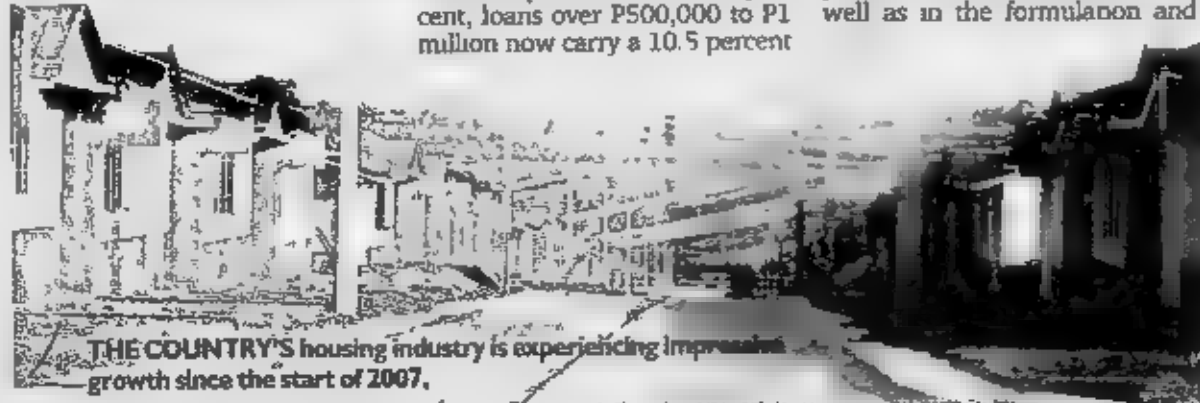 cent, loans over P500,000 to P1
million now carry a 10.5 percent
well as in the formulation and
THE COUNTRY'S housing industry is experiencing
growth since the start of 2007.